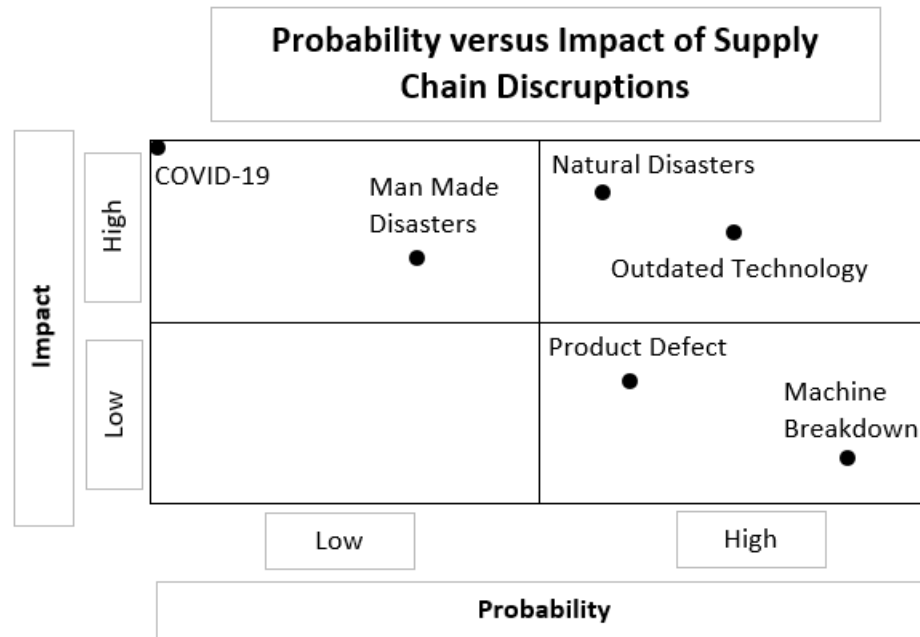 Probability versus Impact of Supply
Chain Discruptions
Impact
High
Low
COVID-19
Man Made
Disasters
Natural Disasters
Outdated Technology
Product Defect
Machine
Breakdown
Low
High
Probability